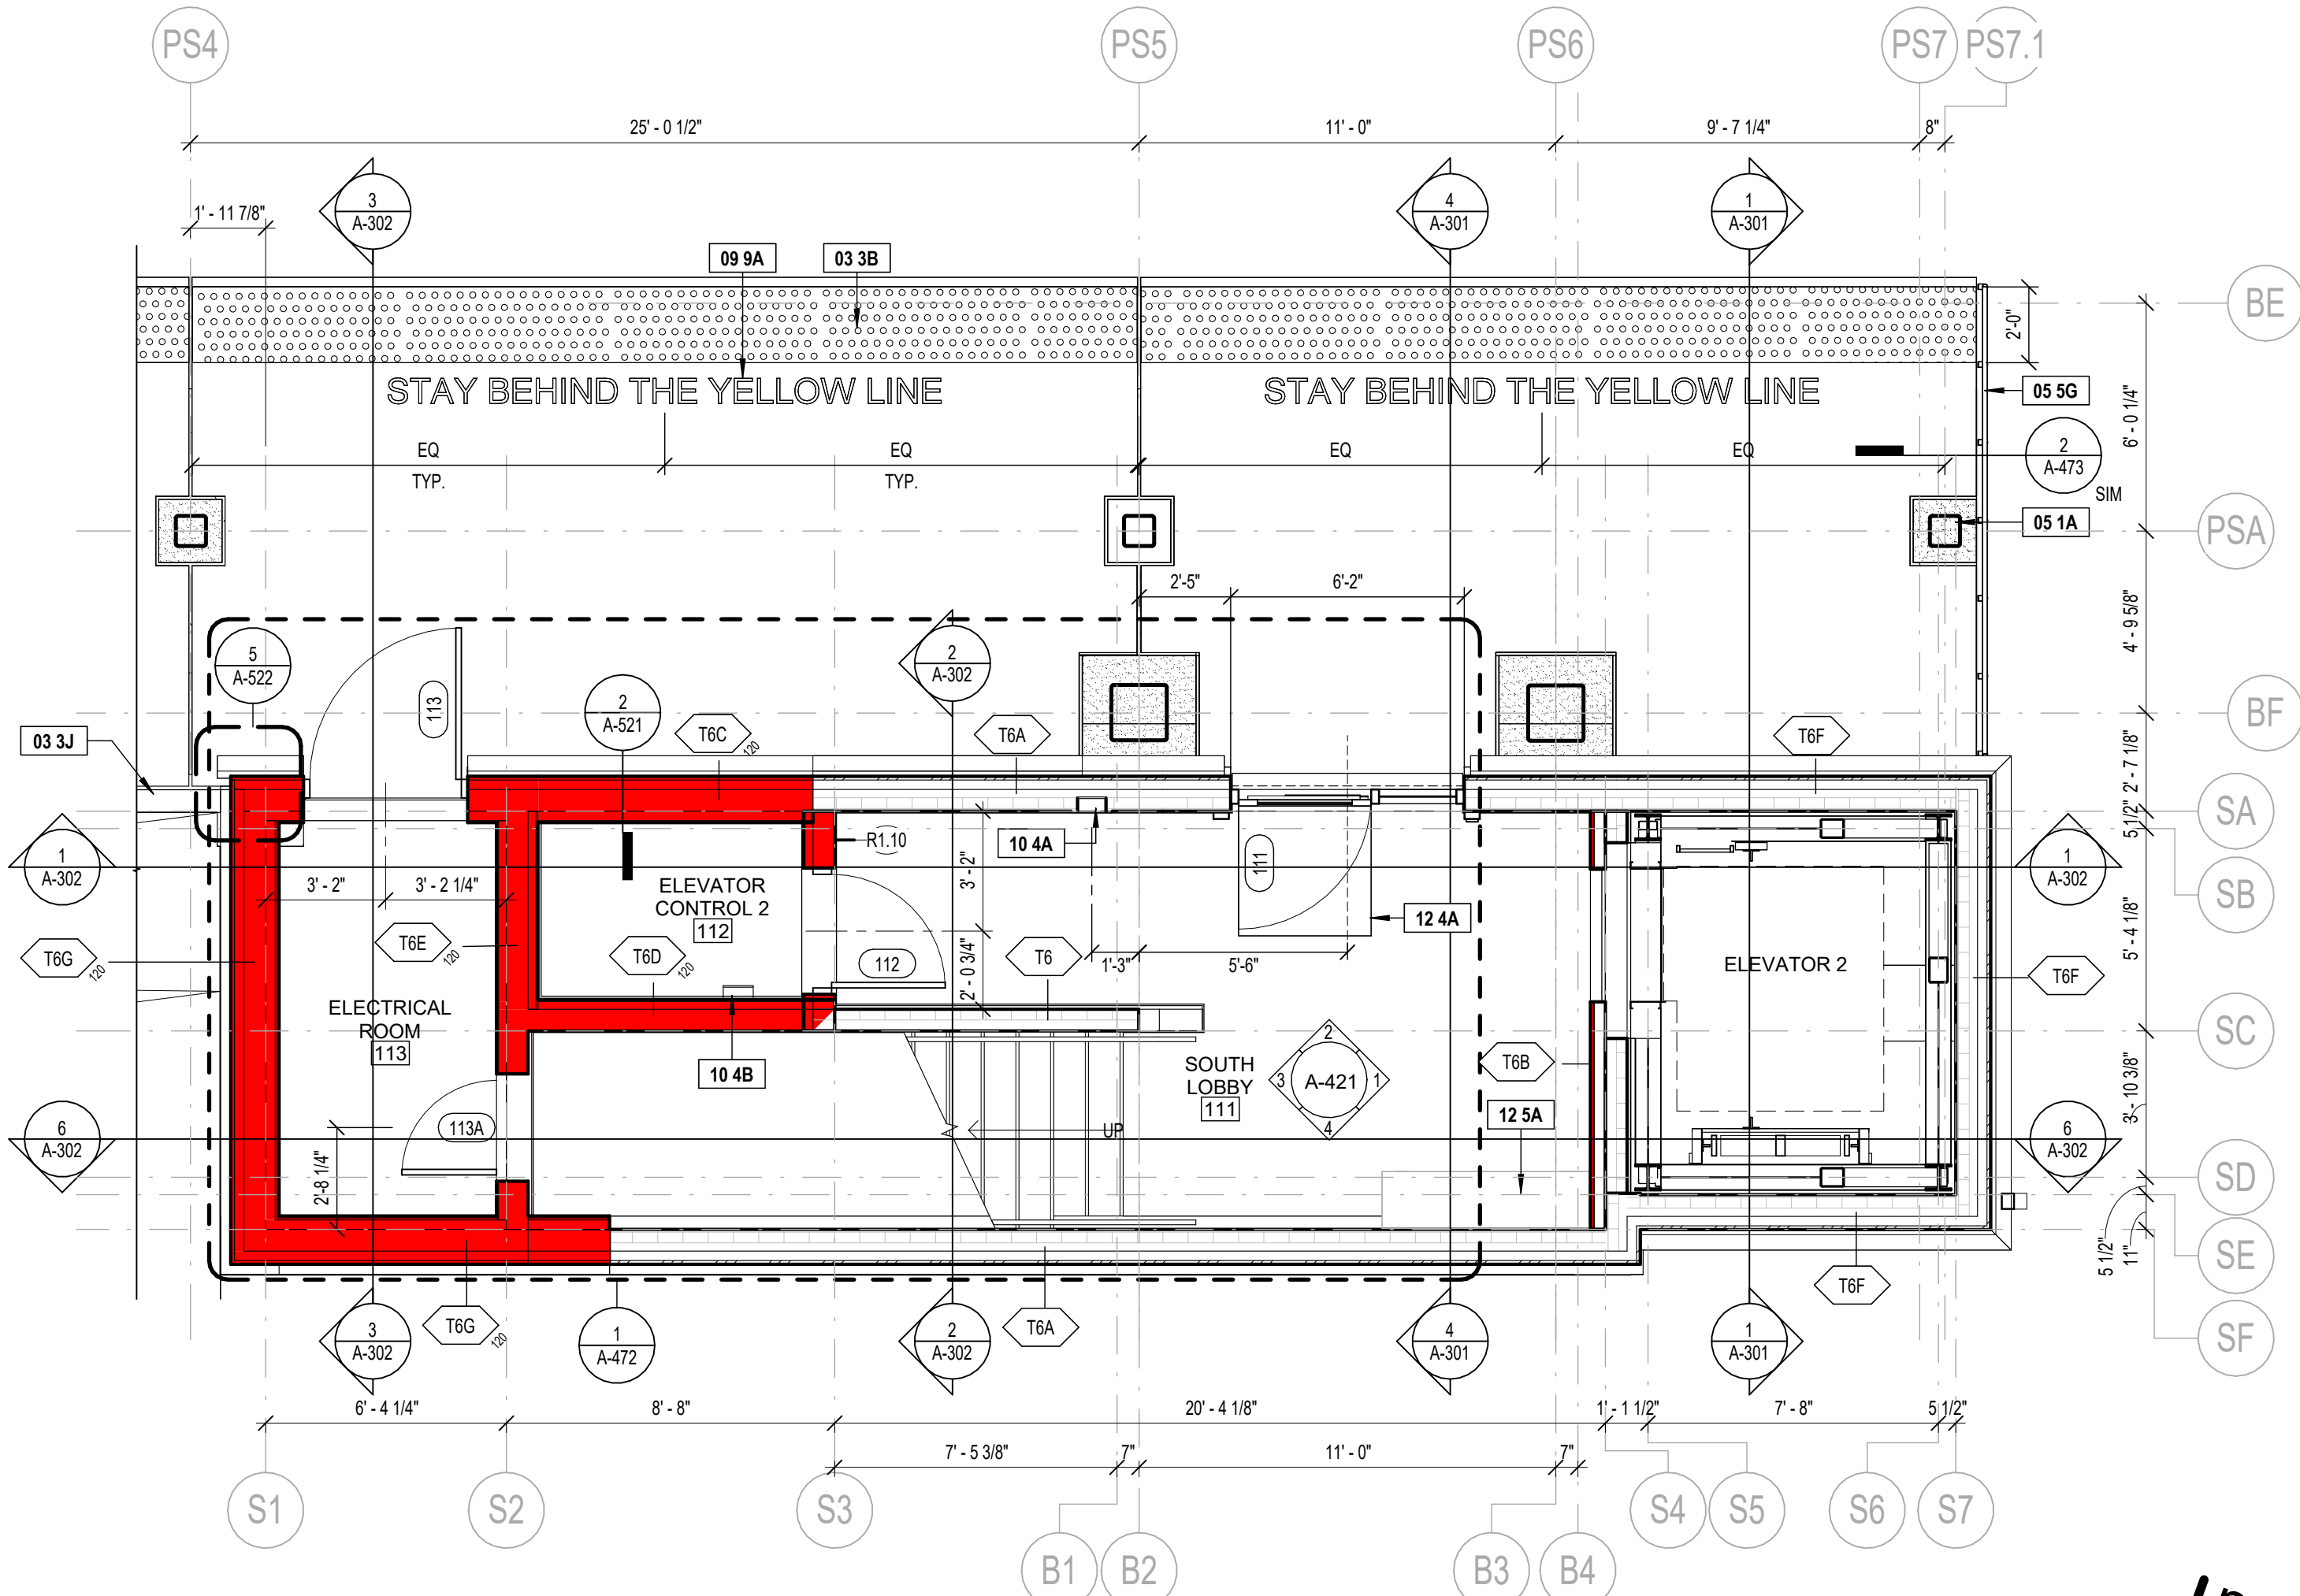 PS4
PS5
PS6
PS7
PS7.1
25' - 0 1/2"
11' - 0"
9' - 7 1/4"
8"
1' - 11 7/8"
3
A-302
4
A-301
1
A-301
09 9A
03 3B
BE
2'-0"
STAY BEHIND THE YELLOW LINE
STAY BEHIND THE YELLOW LINE
05 5G
6' - 0 1/4"
EQ
TYP.
EQ
TYP.
EQ
EQ
2
A-473
SIM
05 1A
PSA
2'-5"
6'-2"
4' - 9 5/8"
5
A-522
113
2
A-521
2
A-302
T6C
120
T6A
T6F
BF
03 3J
2' - 7 1/8"
SA
5 1/2"
R1.10
10 4A
111
1
A-302
1
A-302
3' - 2"
3' - 2 1/4"
ELEVATOR
CONTROL 2
112
3' - 2"
SB
12 4A
T6E
120
T6G
120
T6D
120
112
T6
2' - 0 3/4"
1'-3"
5'-6"
ELEVATOR 2
T6F
5' - 4 1/8"
ELECTRICAL
ROOM
113
SC
10 4B
SOUTH
LOBBY
111
2
3
A-421
1
4
T6B
12 5A
3' - 10 3/8"
113A
UP
6
A-302
6
A-302
2'-8 1/4"
SD
5 1/2"
11"
SE
T6F
T6G
120
3
A-302
1
A-472
2
A-302
T6A
4
A-301
1
A-301
SF
6' - 4 1/4"
8' - 8"
20' - 4 1/8"
1' - 1 1/2"
7' - 8"
5 1/2"
7' - 5 3/8"
7"
11' - 0"
7"
S1
S2
S3
S4
S5
S6
S7
B1
B2
B3
B4